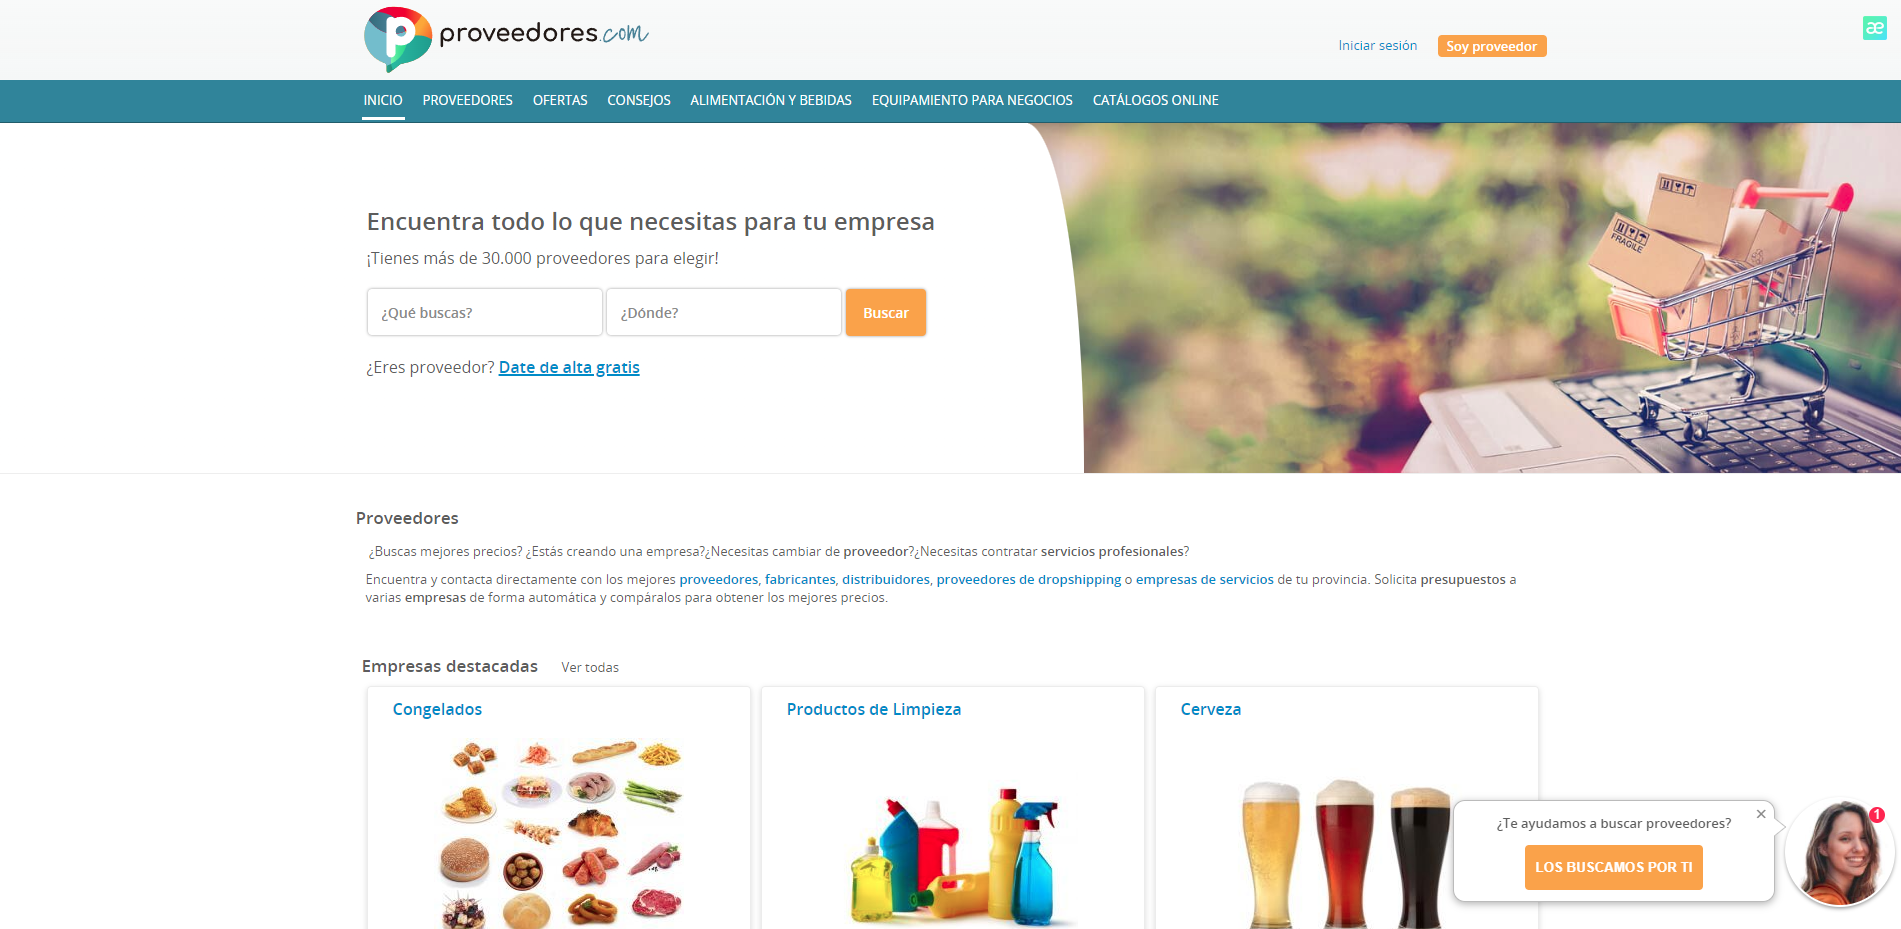 proveedores.com
æ
Iniciar sesión
Soy proveedor
INICIO PROVEEDORES OFERTAS CONSEJOS ALIMENTACIÓN Y BEBIDAS EQUIPAMIENTO PARA NEGOCIOS CATÁLOGOS ONLINE
Encuentra todo lo que necesitas para tu empresa
¡Tienes más de 30.000 proveedores para elegir!
¿Qué buscas?
¿Dónde?
Buscar
¿Eres proveedor? Date de alta gratis
FRAGILE
Proveedores
¿Buscas mejores precios? ¿Estás creando una empresa?¿Necesitas cambiar de proveedor?¿Necesitas contratar servicios profesionales?
Encuentra y contacta directamente con los mejores proveedores, fabricantes, distribuidores, proveedores de dropshipping o empresas de servicios de tu provincia. Solicita presupuestos a
varias empresas de forma automática y compáralos para obtener los mejores precios.
Empresas destacadas Ver todas
Congelados
Productos de Limpieza
Cerveza
¿Te ayudamos a buscar proveedores?
LOS BUSCAMOS POR TI
1